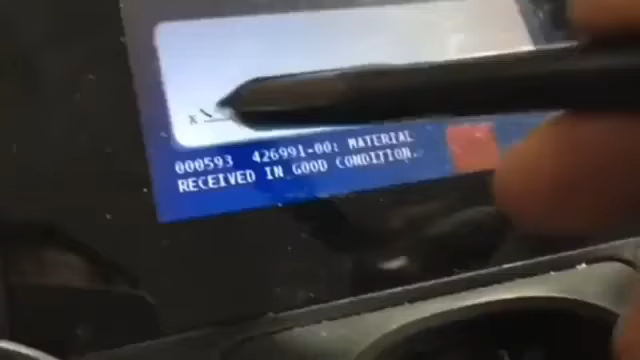 X
000593 426991-00: MATERIAL
RECEIVED IN GOOD CONDITION.